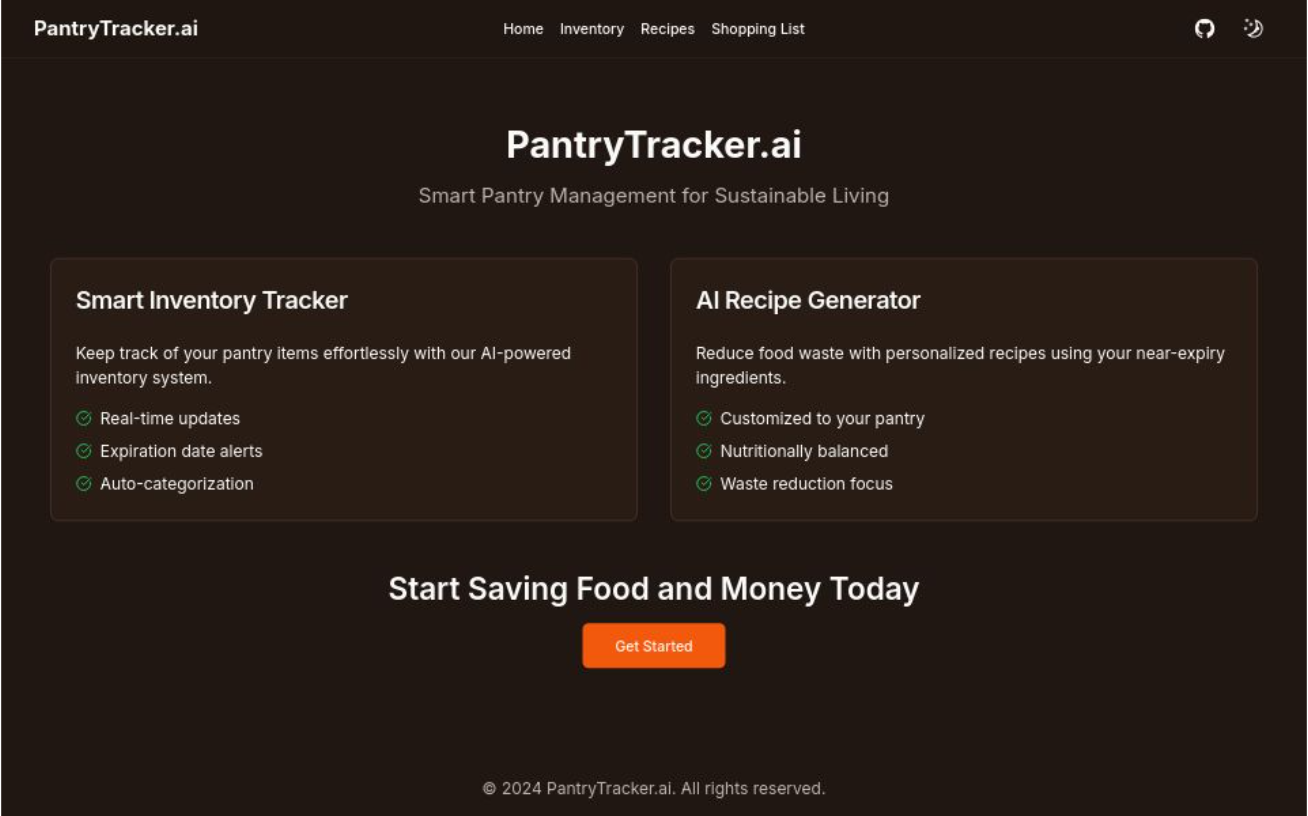 PantryTracker.ai
Home Inventory Recipes Shopping List
PantryTracker.ai
Smart Pantry Management for Sustainable Living
Smart Inventory Tracker
Keep track of your pantry items effortlessly with our AI-powered
inventory system.
Real-time updates
Expiration date alerts
Auto-categorization
AI Recipe Generator
Reduce food waste with personalized recipes using your near-expiry
ingredients.
Customized to your pantry
Nutritionally balanced
Waste reduction focus
Start Saving Food and Money Today
Get Started
© 2024 PantryTracker.ai. All rights reserved.